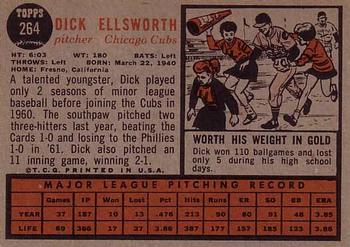 TOPPS
264
DICK ELLSWORTH
pitcher - Chicago Cubs
HT: 6:03 WT: 180 BATS: Left
THROWS: Left BORN: March 22, 1940
HOME: Fresno, California
A talented youngster, Dick played
only 2 seasons of minor league
baseball before joining the Cubs in
1960. The southpaw pitched two
three-hitters last year, beating the
Cards 1-0 and losing to the Phillies
1-0 in '61. Dick also pitched an
11 inning game, winning 2-1.
©T.C.G. PRINTED IN U.S.A.
WORTH HIS WEIGHT IN GOLD
Dick won 110 ballgames and lost
only 5 during his high school
days.
MAJOR LEAGUE PITCHING RECORD
Games IP Won Lost Pct. Hits R ER SO BB ERA
YEAR 37 187 10 13 .476 213 90 80 91 48 3.85
LIFE 69 366 17 27 .386